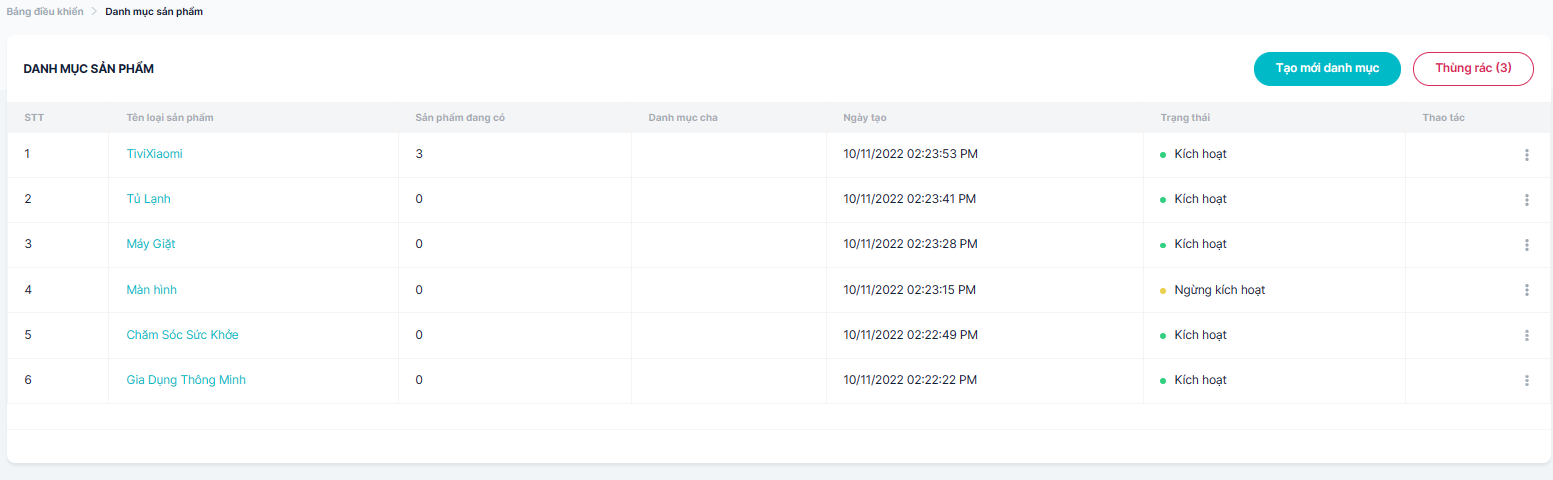 Bảng điều khiển > Danh mục sản phẩm
DANH MỤC SẢN PHẨM Tạo mới danh mục Thùng rác (3)
STT Tên loại sản phẩm Sản phẩm đang có Danh mục cha Ngày tạo Trạng thái Thao tác
1 TiviXiaomi 3 10/11/2022 02:23:53 PM Kích hoạt
2 Tủ Lạnh 0 10/11/2022 02:23:41 PM Kích hoạt
3 Máy Giặt 0 10/11/2022 02:23:28 PM Kích hoạt
4 Màn hình 0 10/11/2022 02:23:15 PM Ngừng kích hoạt
5 Chăm Sóc Sức Khỏe 0 10/11/2022 02:22:49 PM Kích hoạt
6 Gia Dụng Thông Minh 0 10/11/2022 02:22:22 PM Kích hoạt